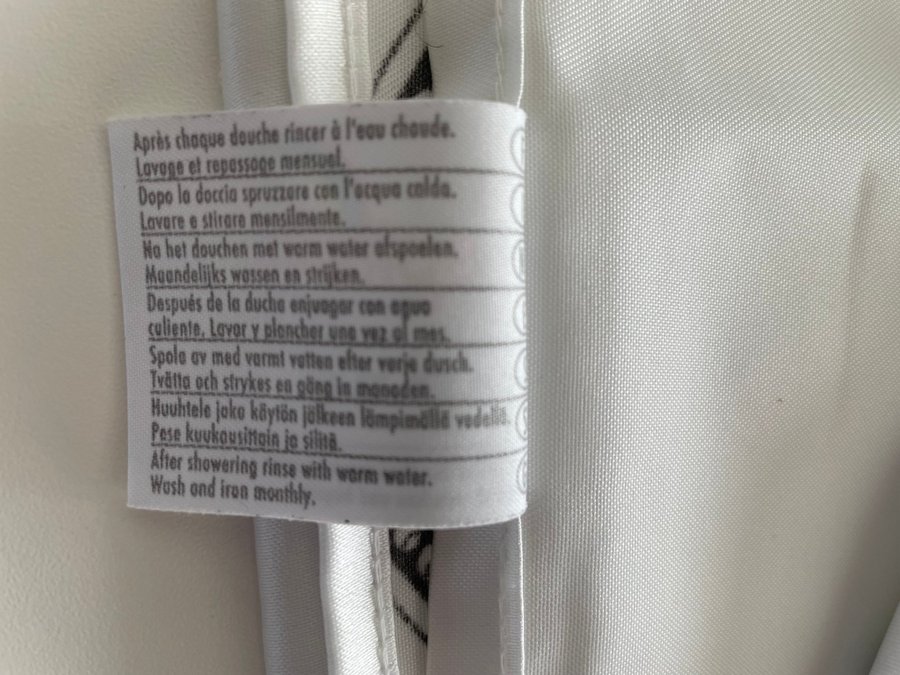 Après chaque douche rincer à l'eau chaude.
Lavage et repassage mensuel.
Dopo la doccia spruzzare con l'acqua calda.
Lavare e stirare mensilmente.
Na het douchen met warm water afspoelen.
Maandelijks wassen en strijken.
Después de la ducha enjuagar con agua
caliente. Lavar y planchar una vez al mes.
Spola av med varmt vatten efter varje dusch.
Tvätta och strykes en gång in manaden.
Huuhtele joka käytön jälkeen lämpimällä vedellä.
Pese kuukausittain ja silitä.
After showering rinse with warm water.
Wash and iron monthly.